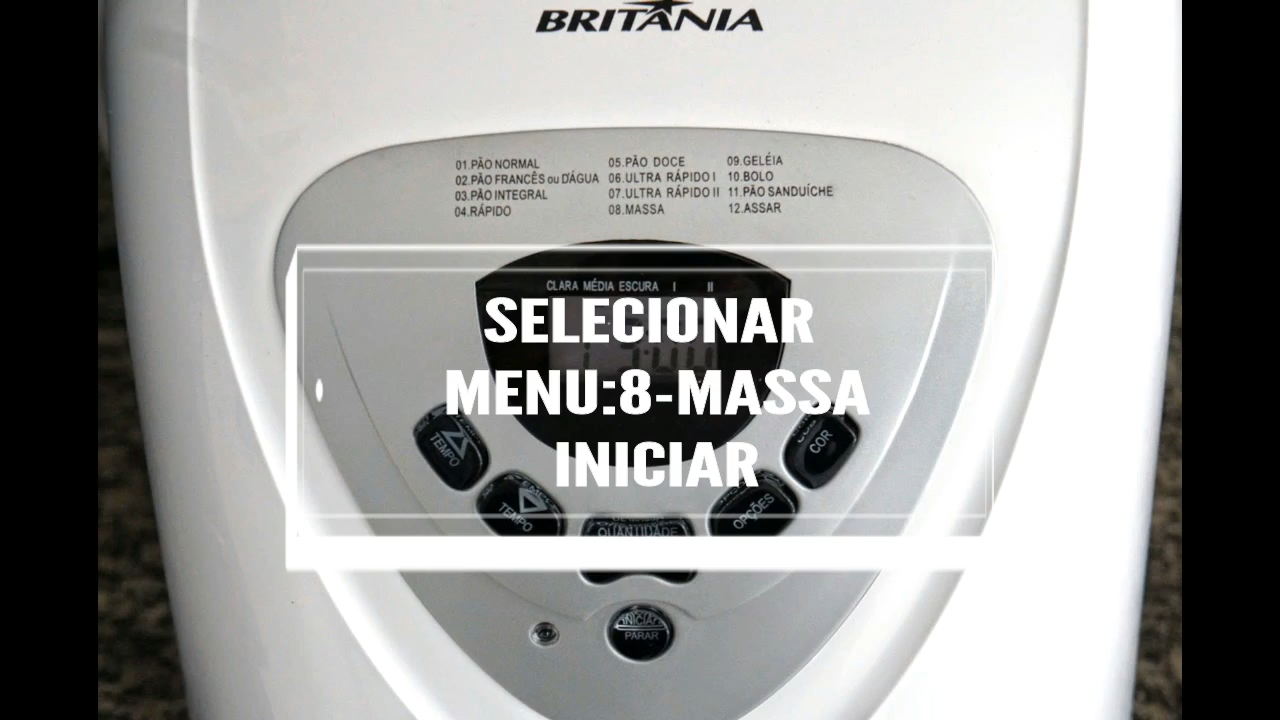 BRITÂNIA
01.PÃO NORMAL
02.PÃO FRANCÊS ou D'ÁGUA
03.PÃO INTEGRAL
04.RÁPIDO
05.PÃO DOCE
06.ULTRA RÁPIDO I
07.ULTRA RÁPIDO II
08.MASSA
09.GELÉIA
10.BOLO
11.PÃO SANDUÍCHE
12.ASSAR
CLARA MÉDIA ESCURA I II
SELECIONAR
MENU:8-MASSA
INICIAR
TEMPO
COR
TEMPO
OPÇÕES
QUANTIDADE
INICIAR
PARAR